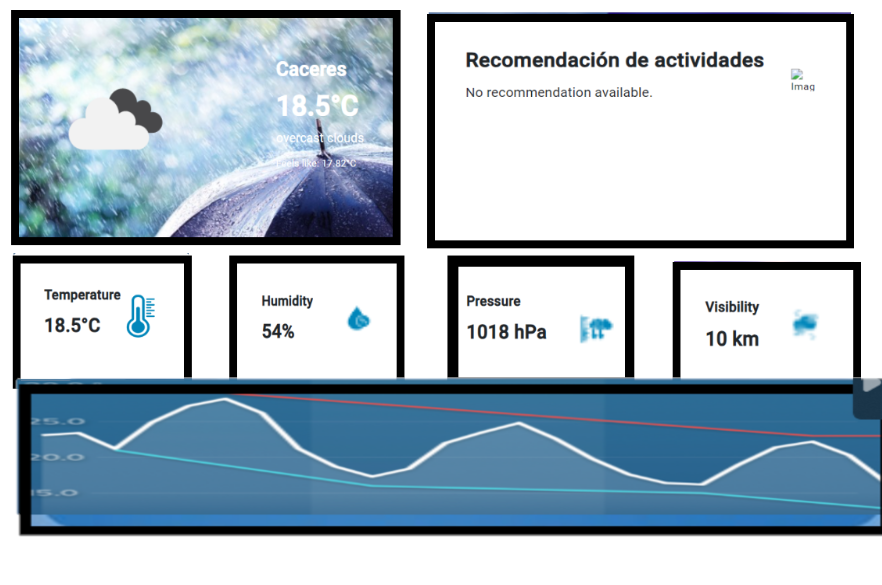 Caceres
18.5°C
overcast clouds
Feels like: 17.82°C
Recomendación de actividades
No recommendation available.
Imag
Temperature
18.5°C
Humidity
54%
Pressure
1018 hPa
Visibility
10 km
25.0
20.0
15.0